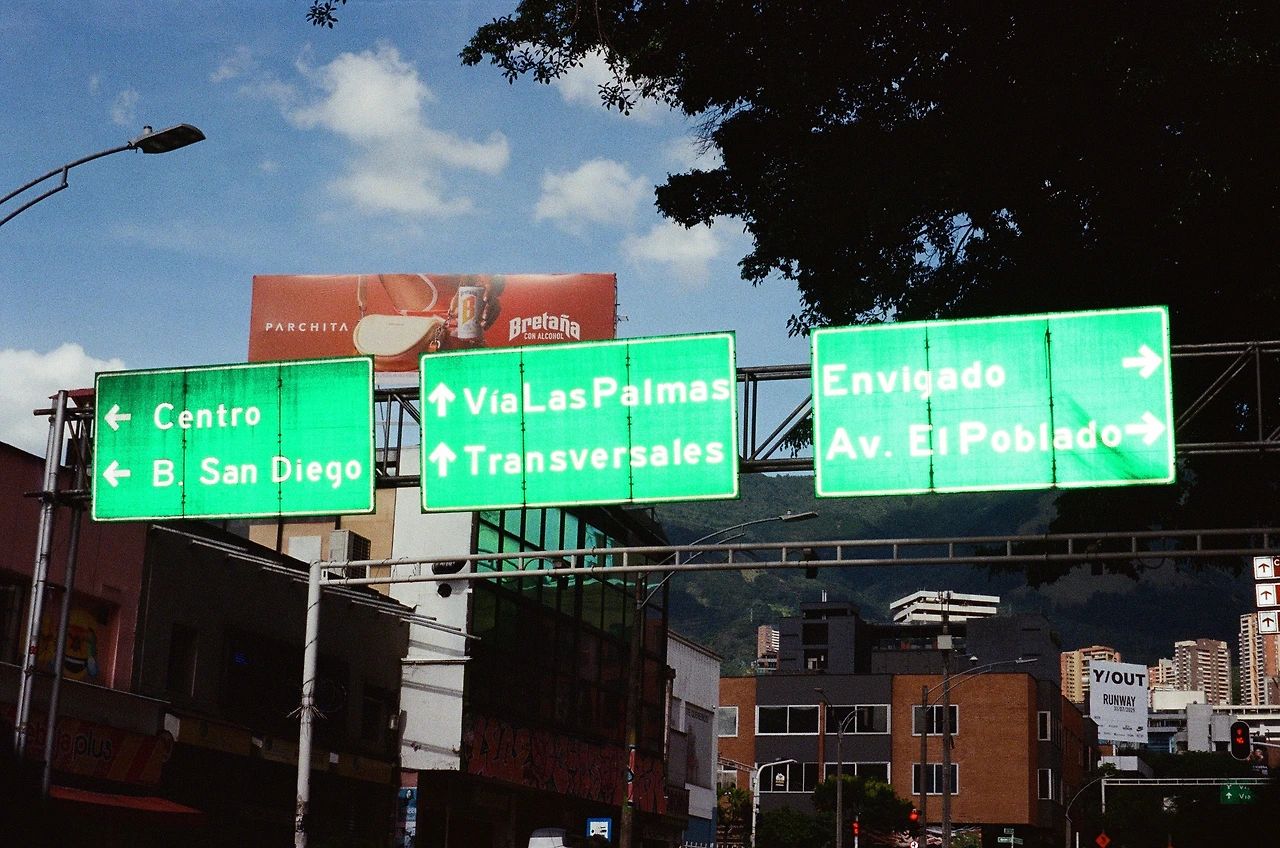 PARCHITA
Bretaña
CON ALCOHOL
Centro
B. San Diego
Vía Las Palmas
Transversales
Envigado
Av. El Poblado
Y/OUT
RUNWAY